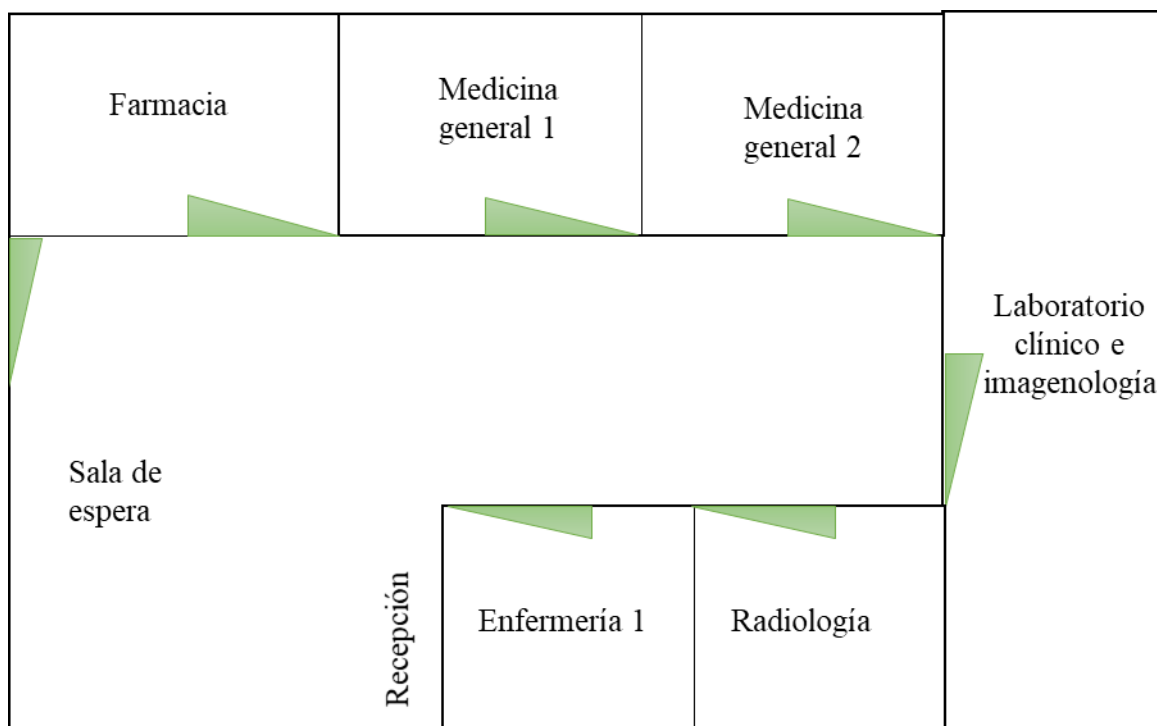 Farmacia
Medicina
general 1
Medicina
general 2
Laboratorio
clínico e
imagenología
Sala de
espera
Recepción
Enfermería 1
Radiología